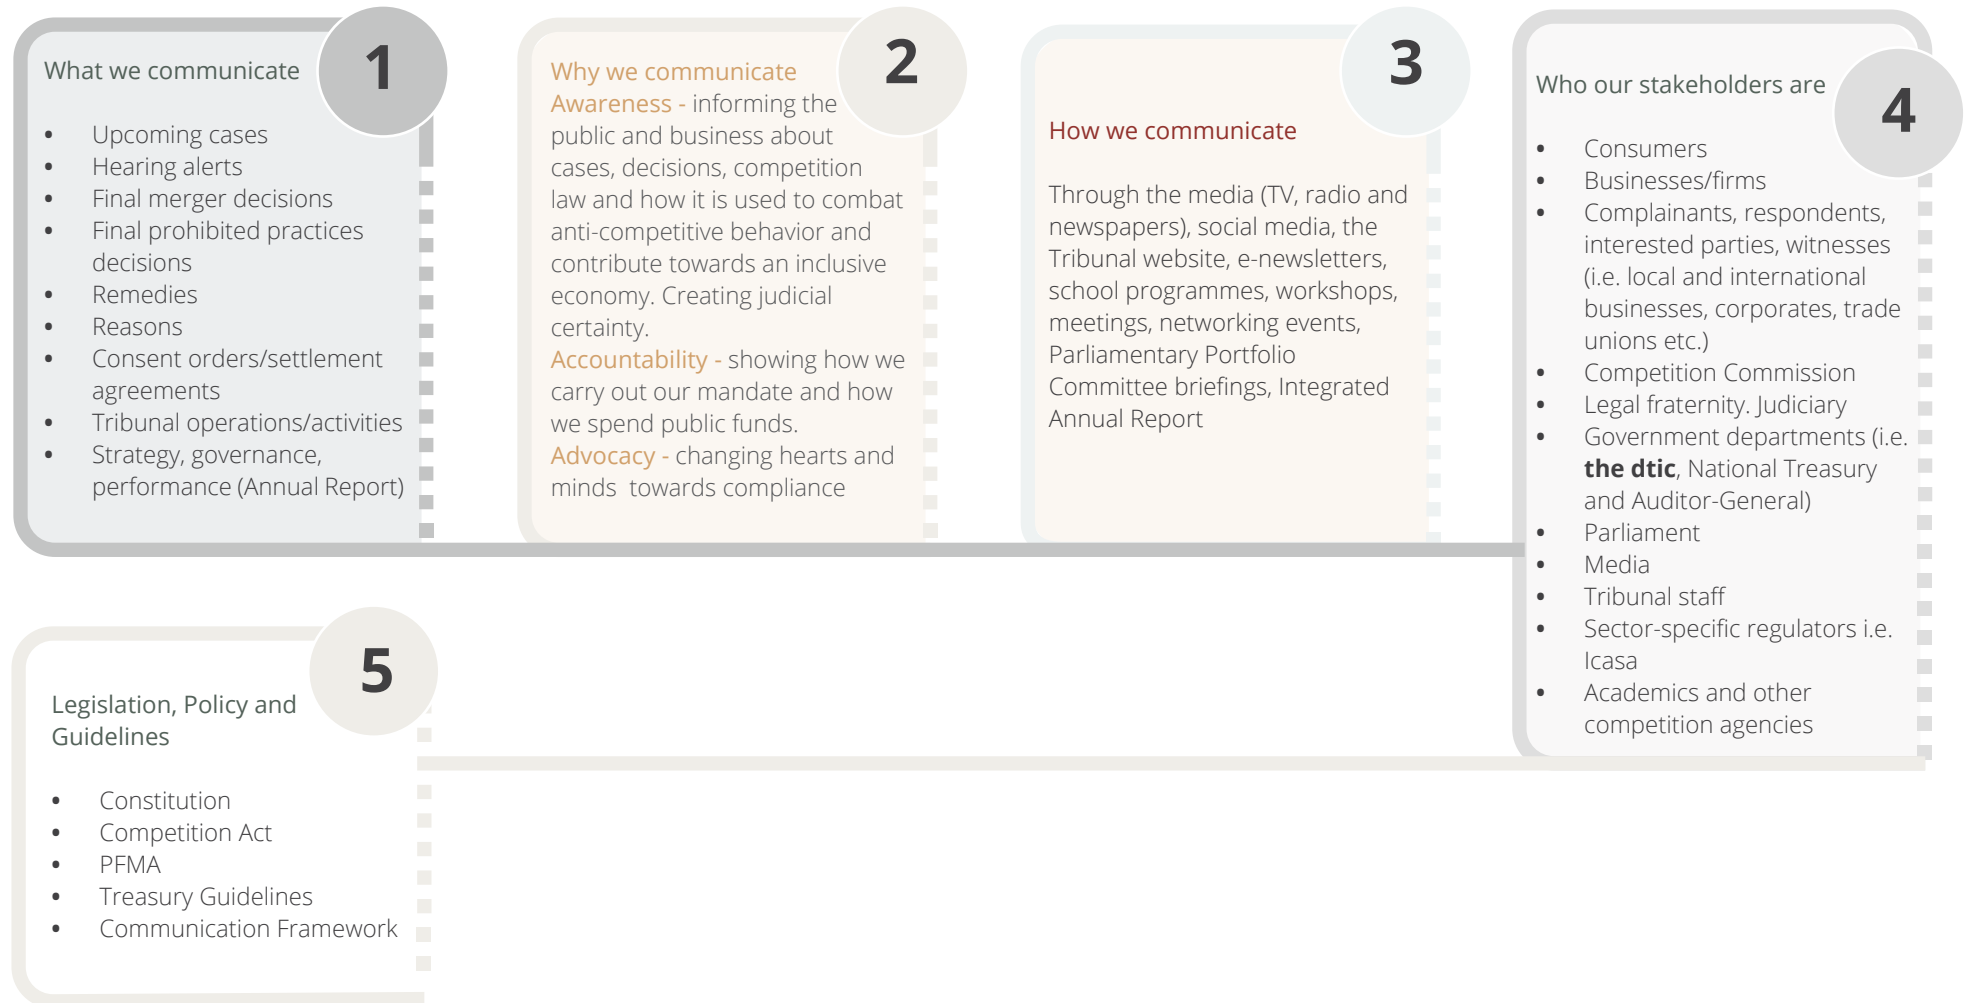 1
What we communicate
• Upcoming cases
• Hearing alerts
• Final merger decisions
• Final prohibited practices
decisions
• Remedies
• Reasons
• Consent orders/settlement
agreements
• Tribunal operations/activities
• Strategy, governance,
performance (Annual Report)
2
Why we communicate
Awareness - informing the
public and business about
cases, decisions, competition
law and how it is used to combat
anti-competitive behavior and
contribute towards an inclusive
economy. Creating judicial
certainty.
Accountability - showing how we
carry out our mandate and how
we spend public funds.
Advocacy - changing hearts and
minds  towards compliance
3
How we communicate
Through the media (TV, radio and
newspapers), social media, the
Tribunal website, e-newsletters,
school programmes, workshops,
meetings, networking events,
Parliamentary Portfolio
Committee briefings, Integrated
Annual Report
4
Who our stakeholders are
• Consumers
• Businesses/firms
• Complainants, respondents,
interested parties, witnesses
(i.e. local and international
businesses, corporates, trade
unions etc.)
• Competition Commission
• Legal fraternity. Judiciary
• Government departments (i.e.
the dtic, National Treasury
and Auditor-General)
• Parliament
• Media
• Tribunal staff
• Sector-specific regulators i.e.
Icasa
• Academics and other
competition agencies
5
Legislation, Policy and
Guidelines
• Constitution
• Competition Act
• PFMA
• Treasury Guidelines
• Communication Framework